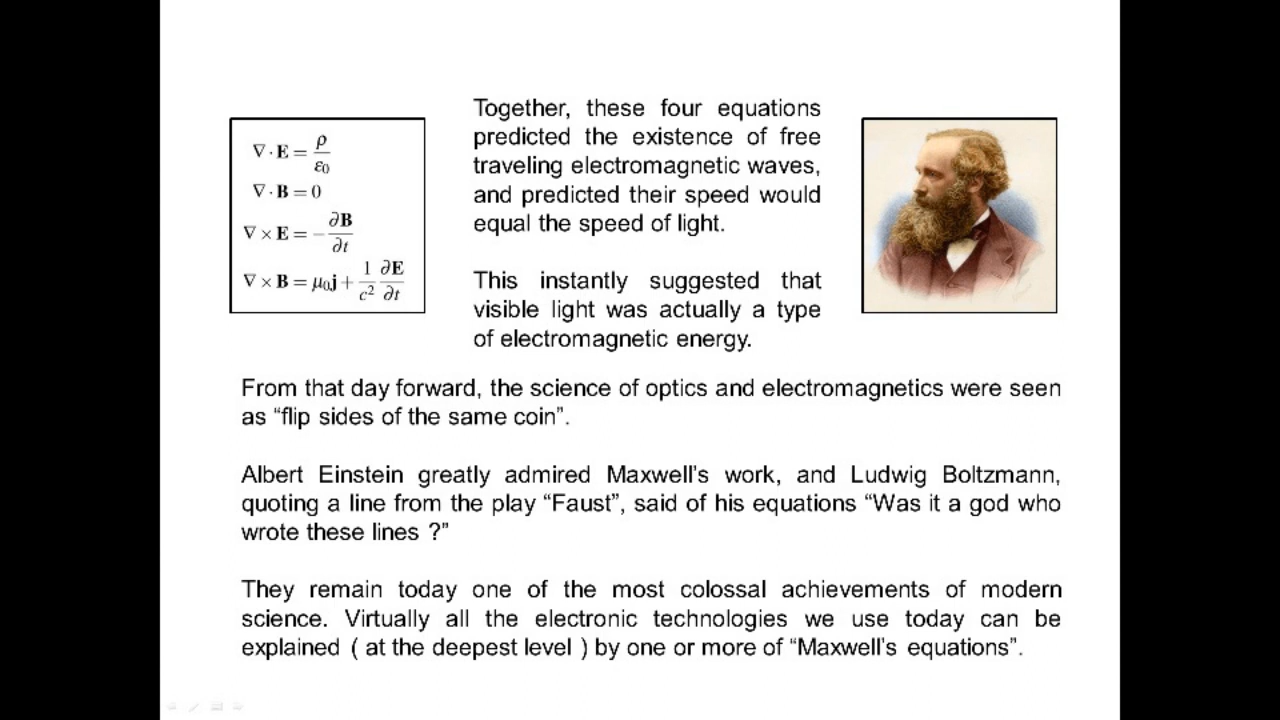 ∇ · E = ρ/ε₀
∇ · B = 0
∇ × E = −∂B/∂t
∇ × B = μ₀j + 1/c² ∂E/∂t
Together, these four equations
predicted the existence of free
traveling electromagnetic waves,
and predicted their speed would
equal the speed of light.
This instantly suggested that
visible light was actually a type
of electromagnetic energy.
From that day forward, the science of optics and electromagnetics were seen
as “flip sides of the same coin”.
Albert Einstein greatly admired Maxwell’s work, and Ludwig Boltzmann,
quoting a line from the play “Faust”, said of his equations “Was it a god who
wrote these lines ?”
They remain today one of the most colossal achievements of modern
science. Virtually all the electronic technologies we use today can be
explained ( at the deepest level ) by one or more of “Maxwell’s equations”.